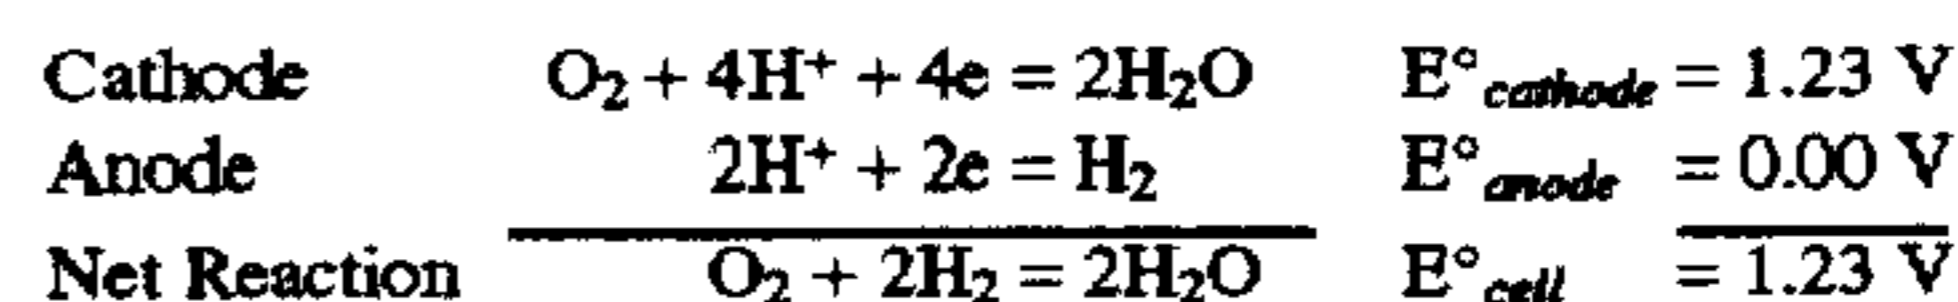 Cathode O₂ + 4H⁺ + 4e = 2H₂O E°cathode = 1.23 V
Anode 2H⁺ + 2e = H₂ E°anode = 0.00 V
Net Reaction O₂ + 2H₂ = 2H₂O E°cell = 1.23 V